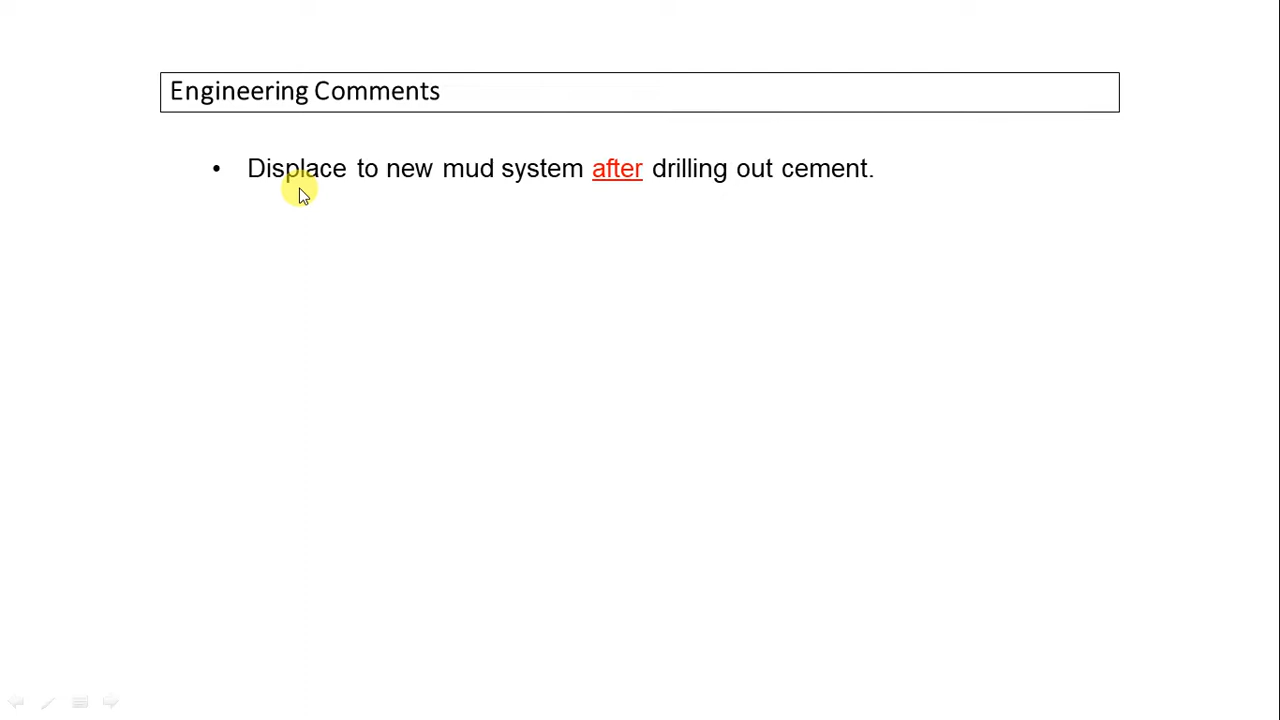 Engineering Comments
• Displace to new mud system after drilling out cement.